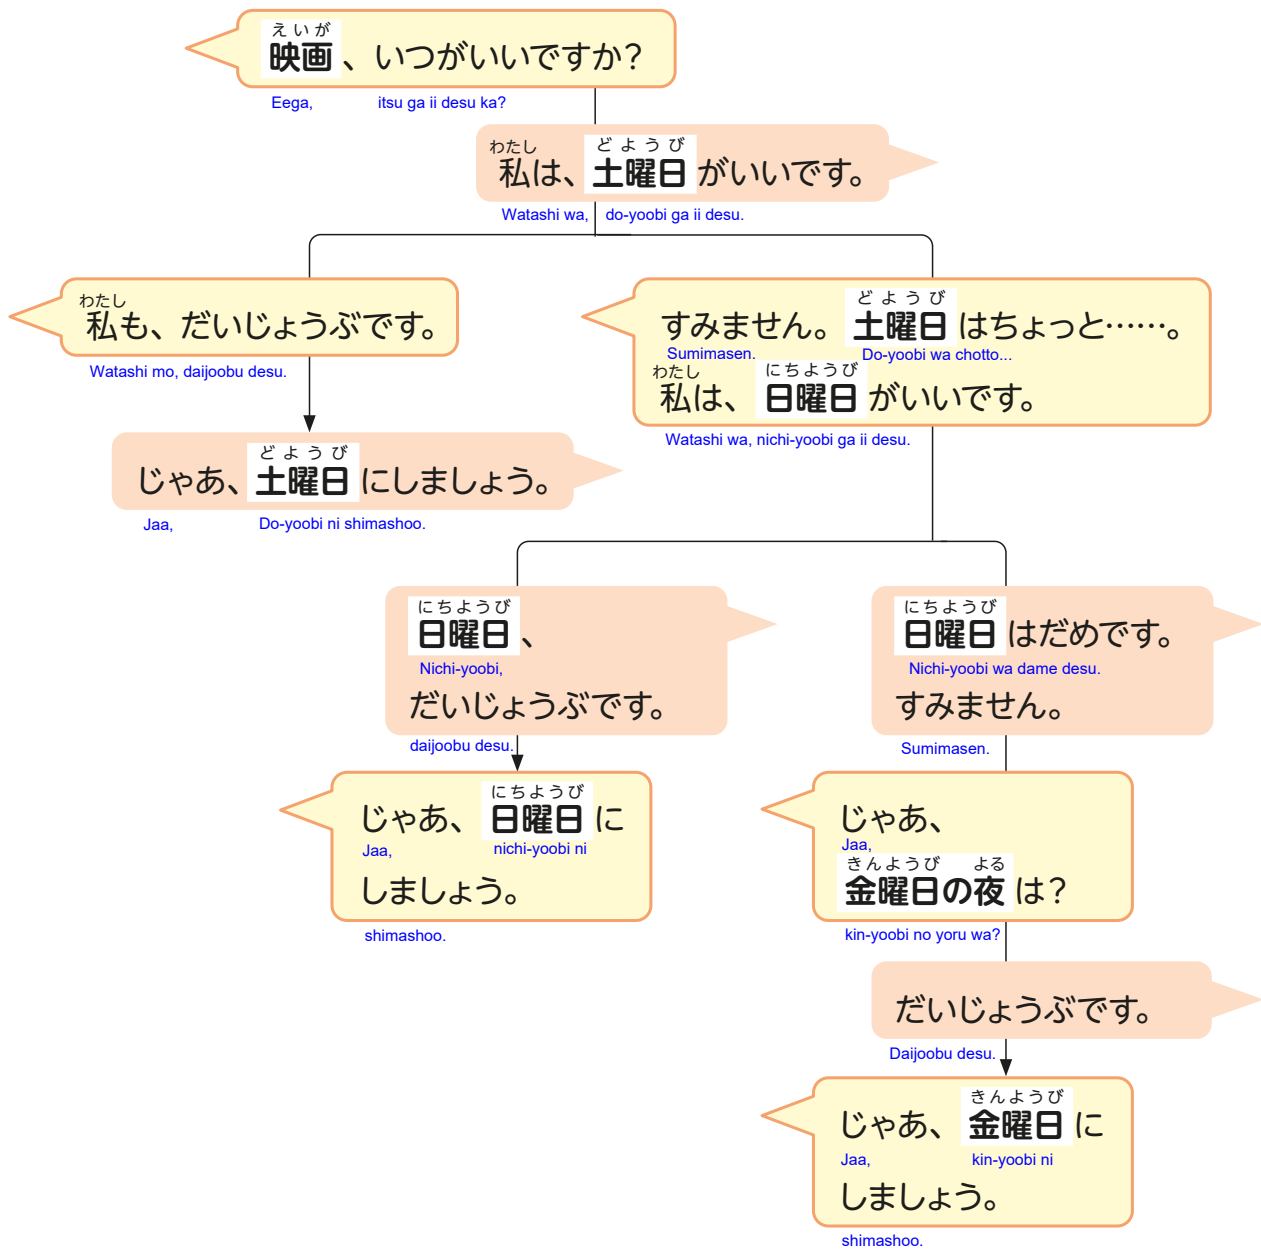 えいが
映画、いつがいいですか？
Eega, itsu ga ii desu ka?
わたし どようび
私は、土曜日がいいです。
Watashi wa, do-yoobi ga ii desu.
わたし
私も、だいじょうぶです。
Watashi mo, daijoobu desu.
どようび
じゃあ、土曜日にしましょう。
Jaa, Do-yoobi ni shimashoo.
どようび
すみません。土曜日はちょっと……。
Sumimasen. Do-yoobi wa chotto...
わたし にちようび
私は、日曜日がいいです。
Watashi wa, nichi-yoobi ga ii desu.
にちようび
日曜日、
Nichi-yoobi,
だいじょうぶです。
daijoobu desu.
にちようび
じゃあ、日曜日に
Jaa, nichi-yoobi ni
しましょう。
shimashoo.
にちようび
日曜日はだめです。
Nichi-yoobi wa dame desu.
すみません。
Sumimasen.
じゃあ、
Jaa,
きんようび よる
金曜日の夜は？
kin-yoobi no yoru wa?
だいじょうぶです。
Daijoobu desu.
きんようび
じゃあ、金曜日に
Jaa, kin-yoobi ni
しましょう。
shimashoo.